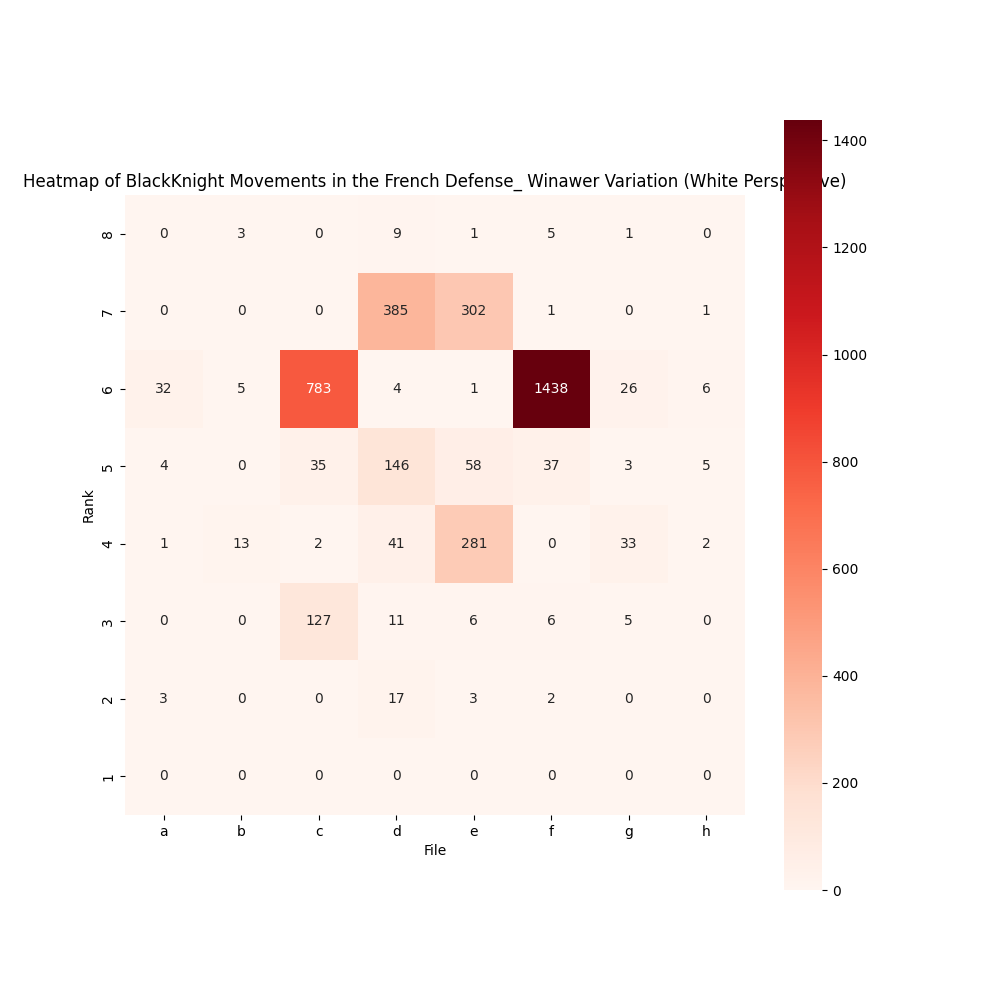 Heatmap of BlackKnight Movements in the French Defense_ Winawer Variation (White Persp ve)
8 0 3 0 9 1 5 1 0
7 0 0 0 385 302 1 0 1
6 32 5 783 4 1 1438 26 6
5 4 0 35 146 58 37 3 5
4 1 13 2 41 281 0 33 2
3 0 0 127 11 6 6 5 0
2 3 0 0 17 3 2 0 0
1 0 0 0 0 0 0 0 0
a b c d e f g h
Rank
File
1400
1200
1000
800
600
400
200
0